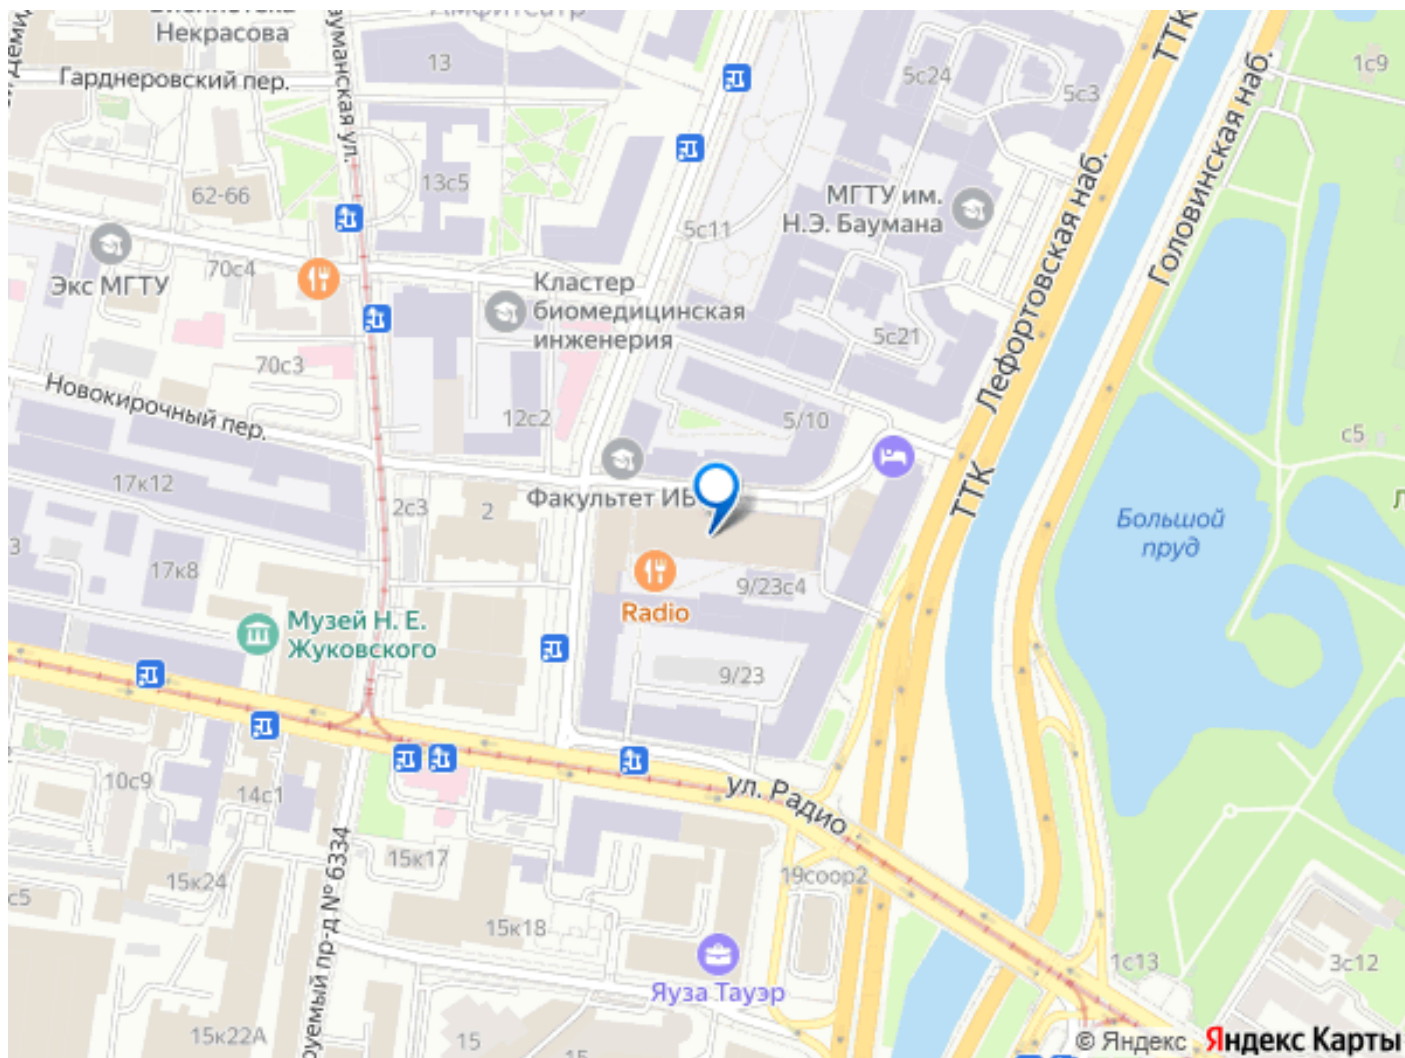 Некрасова
Гарднеровский пер.
13
5с24
5с3
1с9
ТТК
Головинская наб.
Лефортовская наб.
62-66
13с5
МГТУ им.
Н.Э. Баумана
5с11
Экс МГТУ
70с4
Кластер
биомедицинская
инженерия
5с21
70с3
Новокирочный пер.
12с2
5/10
с5
17к12
2с3
2
Факультет ИБ
ТТК
Большой
пруд
17к8
9/23с4
Radio
Музей Н. Е.
Жуковского
9/23
ул. Радио
10с9
14с1
15к17
19соор2
15к24
15к18
1с13
3с12
Яуза Тауэр
15к22А
15
© Яндекс
Яндекс Карты